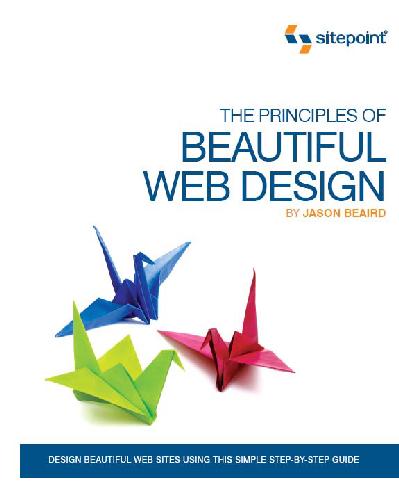 sitepoint®
THE PRINCIPLES OF
BEAUTIFUL
WEB DESIGN
BY JASON BEAIRD
DESIGN BEAUTIFUL WEB SITES USING THIS SIMPLE STEP-BY-STEP GUIDE